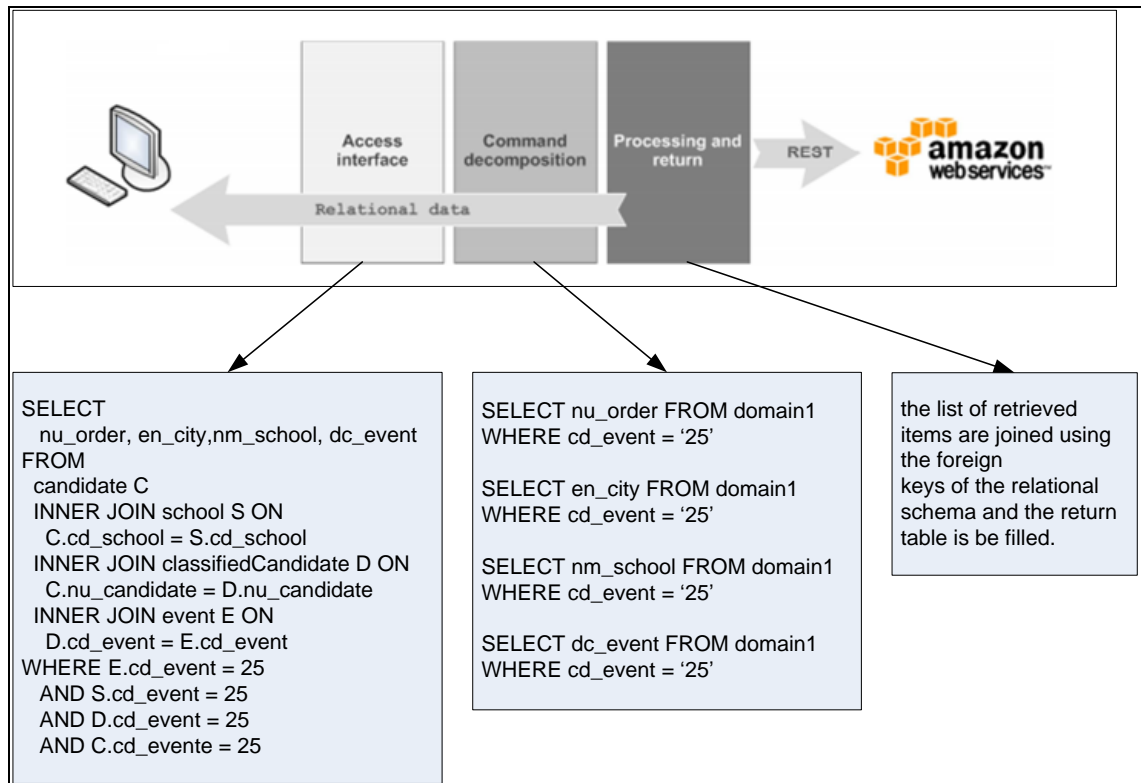 Access
interface
Command
decomposition
Processing and
return
REST
amazon
webservices™
Relational data
SELECT
nu_order, en_city,nm_school, dc_event
FROM
candidate C
INNER JOIN school S ON
C.cd_school = S.cd_school
INNER JOIN classifiedCandidate D ON
C.nu_candidate = D.nu_candidate
INNER JOIN event E ON
D.cd_event = E.cd_event
WHERE E.cd_event = 25
AND S.cd_event = 25
AND D.cd_event = 25
AND C.cd_evente = 25
SELECT nu_order FROM domain1
WHERE cd_event = ‘25’
SELECT en_city FROM domain1
WHERE cd_event = ‘25’
SELECT nm_school FROM domain1
WHERE cd_event = ‘25’
SELECT dc_event FROM domain1
WHERE cd_event = ‘25’
the list of retrieved
items are joined using
the foreign
keys of the relational
schema and the return
table is be filled.